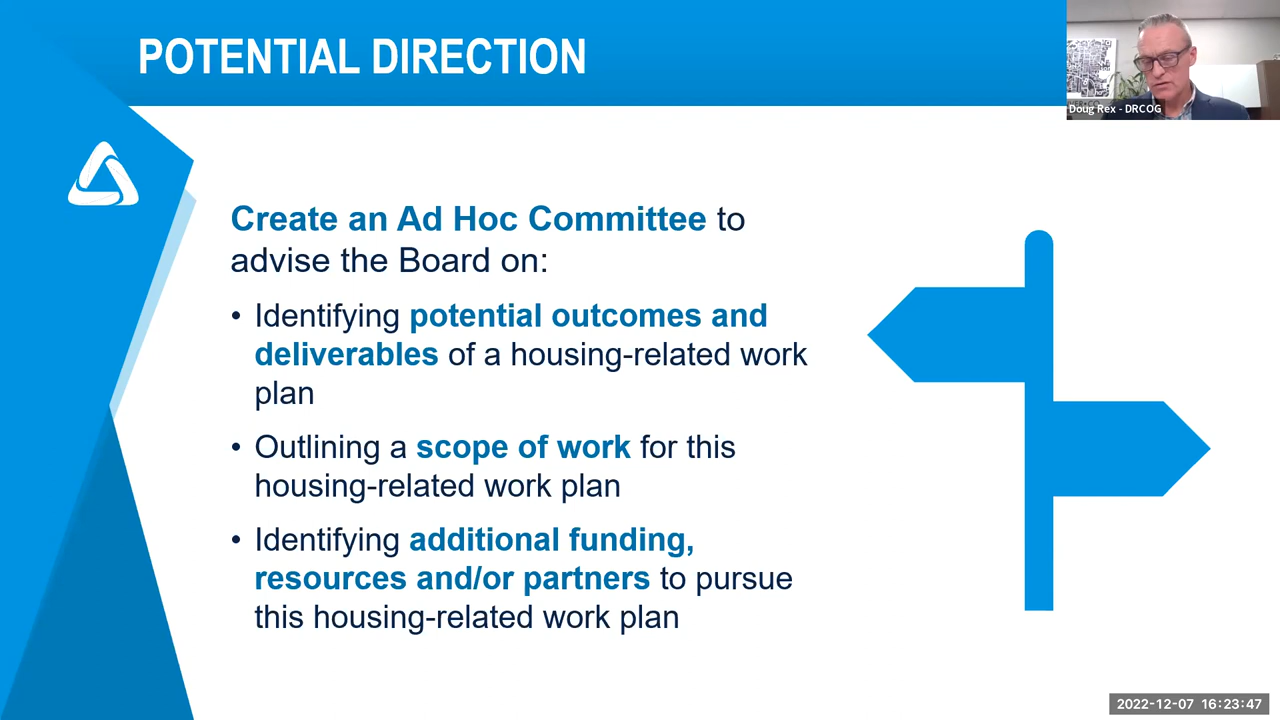 POTENTIAL DIRECTION
Doug Rex - DRCOG
Create an Ad Hoc Committee to
advise the Board on:
• Identifying potential outcomes and
deliverables of a housing-related work
plan
• Outlining a scope of work for this
housing-related work plan
• Identifying additional funding,
resources and/or partners to pursue
this housing-related work plan
2022-12-07 16:23:47